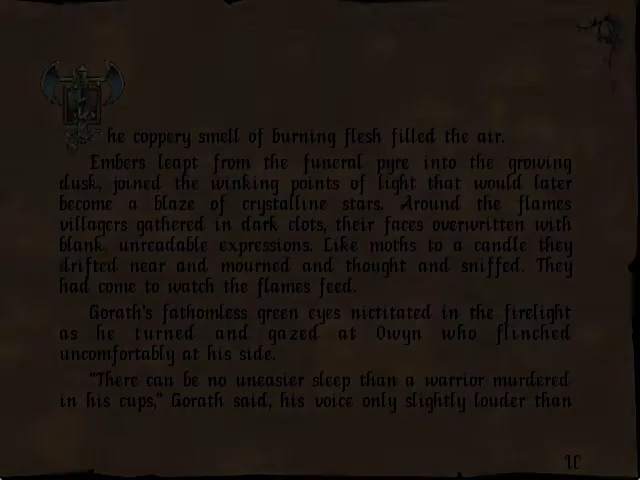 The coppery smell of burning flesh filled the air.
Embers leapt from the funeral pyre into the growing
dusk, joined the winking points of light that would later
become a blaze of crystalline stars. Around the flames
villagers gathered in dark clots, their faces overwritten with
blank, unreadable expressions. Like moths to a candle they
drifted near and mourned and thought and sniffed. They
had come to watch the flames feed.
Gorath's fathomless green eyes nictitated in the firelight
as he turned and gazed at Owyn who flinched
uncomfortably at his side.
"There can be no uneasier sleep than a warrior murdered
in his cups," Gorath said, his voice only slightly louder than